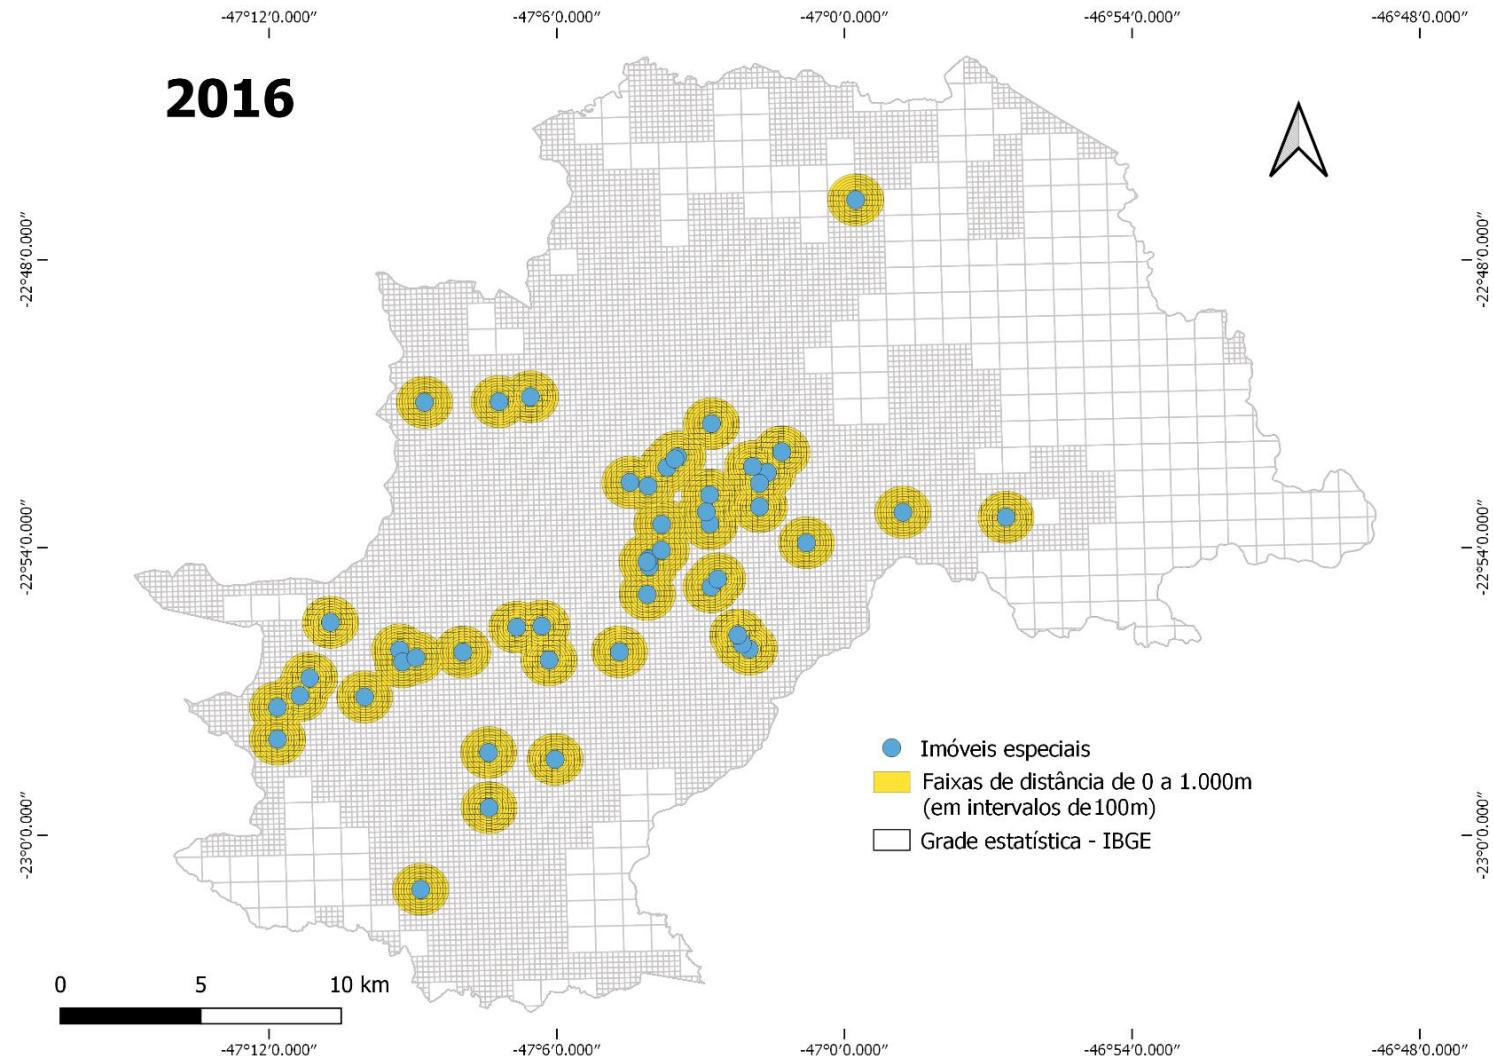 -47°12′0.000″ -47°6′0.000″ -47°0′0.000″ -46°54′0.000″ -46°48′0.000″
2016
-22°48′0.000″ -22°48′0.000″
-22°54′0.000″ -22°54′0.000″
Imóveis especiais
Faixas de distância de 0 a 1.000m
(em intervalos de 100m)
Grade estatística - IBGE
-23°0′0.000″ -23°0′0.000″
0 5 10 km
-47°12′0.000″ -47°6′0.000″ -47°0′0.000″ -46°54′0.000″ -46°48′0.000″